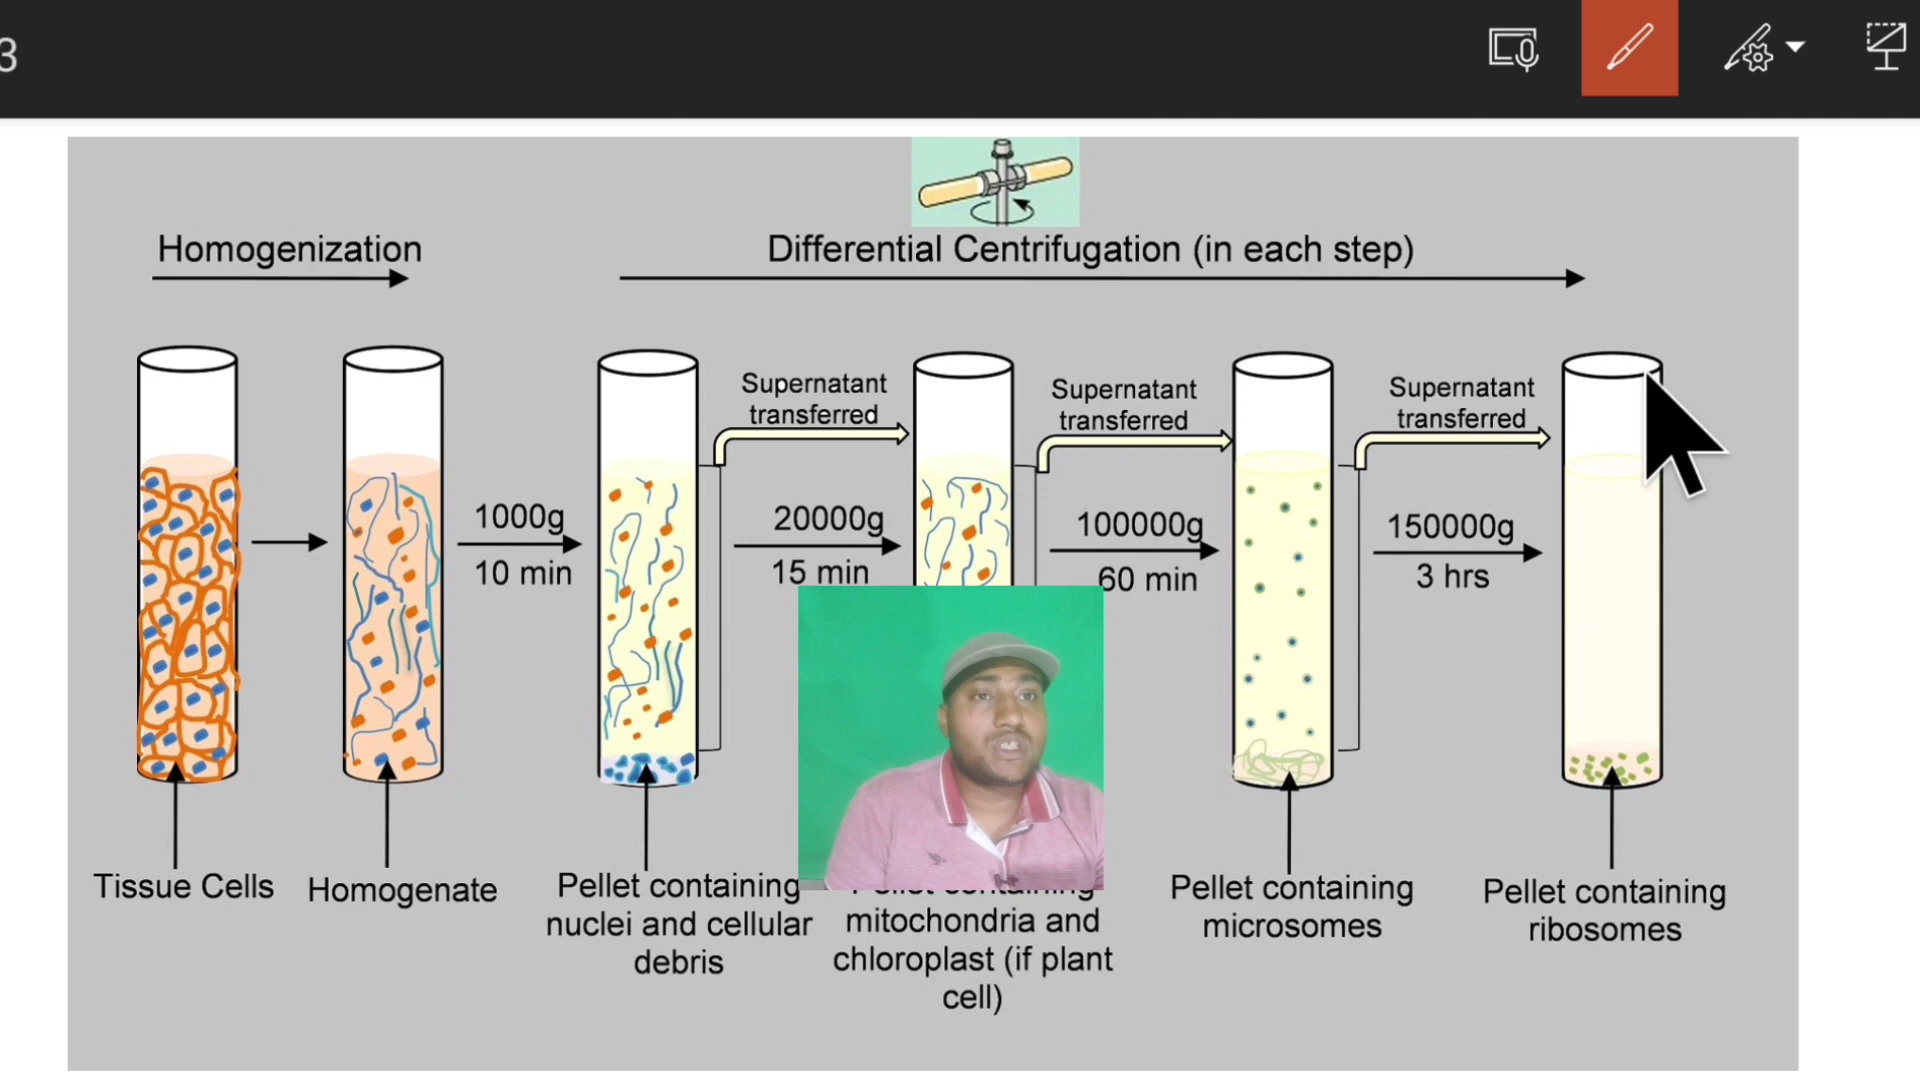 3
Homogenization
Differential Centrifugation (in each step)
Supernatant
transferred
Supernatant
transferred
Supernatant
transferred
1000g
10 min
20000g
15 min
100000g
60 min
150000g
3 hrs
Tissue Cells
Homogenate
Pellet containing
nuclei and cellular
debris
Pellet containing
mitochondria and
chloroplast (if plant
cell)
Pellet containing
microsomes
Pellet containing
ribosomes